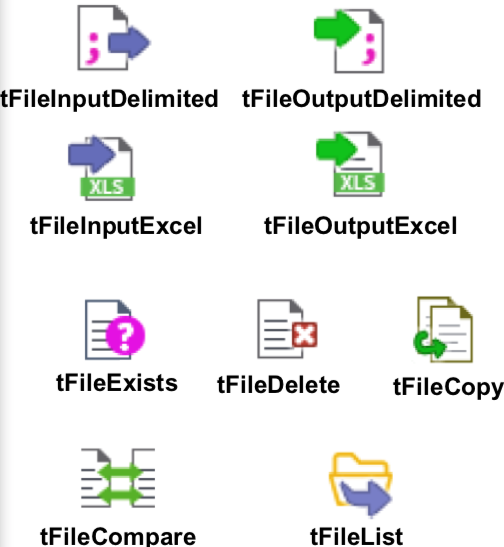 ;
;
tFileInputDelimited tFileOutputDelimited
XLS
XLS
tFileInputExcel tFileOutputExcel
?
tFileExists tFileDelete tFileCopy
tFileCompare tFileList